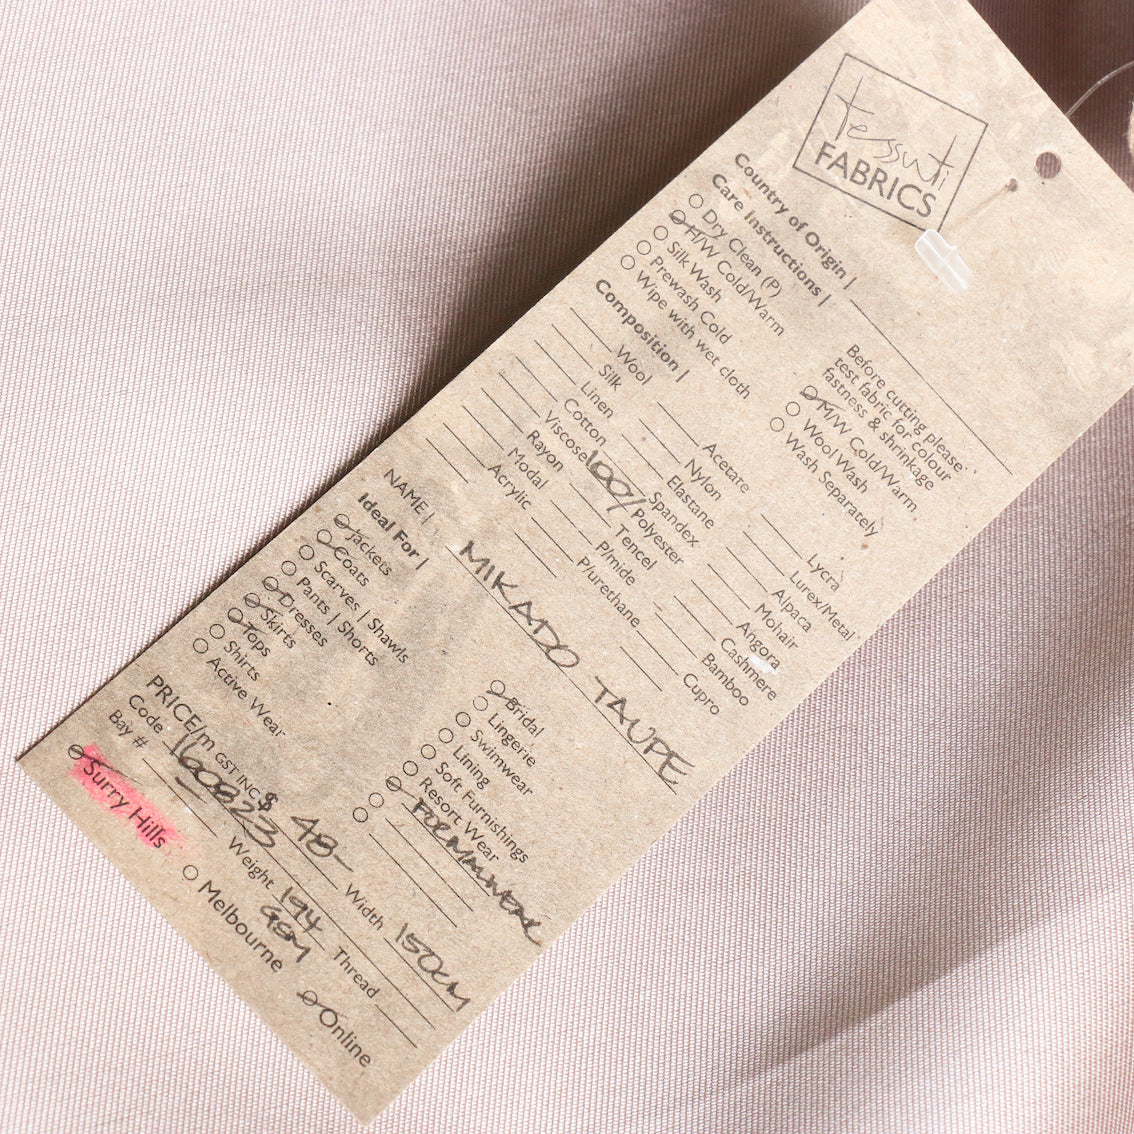 tessuti
FABRICS
Country of Origin |
Care Instructions |
Dry Clean (P)
H/W Cold/Warm
Silk Wash
Prewash Cold
Wipe with wet cloth
Before cutting please
test fabric for colour
fastness & shrinkage
M/W Cold/Warm
Wool Wash
Wash Separately
Composition |
Wool
Silk
Linen
Cotton
Viscose
Rayon
Modal
Acrylic
Acetate
Nylon
Elastane
Spandex
100% Polyester
Tencel
P/mide
P/urethane
Lycra
Lurex/Metal
Alpaca
Mohair
Angora
Cashmere
Bamboo
Cupro
NAME | MIKADO TAUPE
Ideal For |
Jackets
Coats
Scarves | Shawls
Pants | Shorts
Dresses
Skirts
Tops
Shirts
Active Wear
Bridal
Lingerie
Swimwear
Lining
Soft Furnishings
Resort Wear
FORMALWEAR
PRICE/m GST INC $ 48-
Width 150CM
Code 160823
Weight 194 GSM
Thread
Bay #
Surry Hills
Melbourne
Online